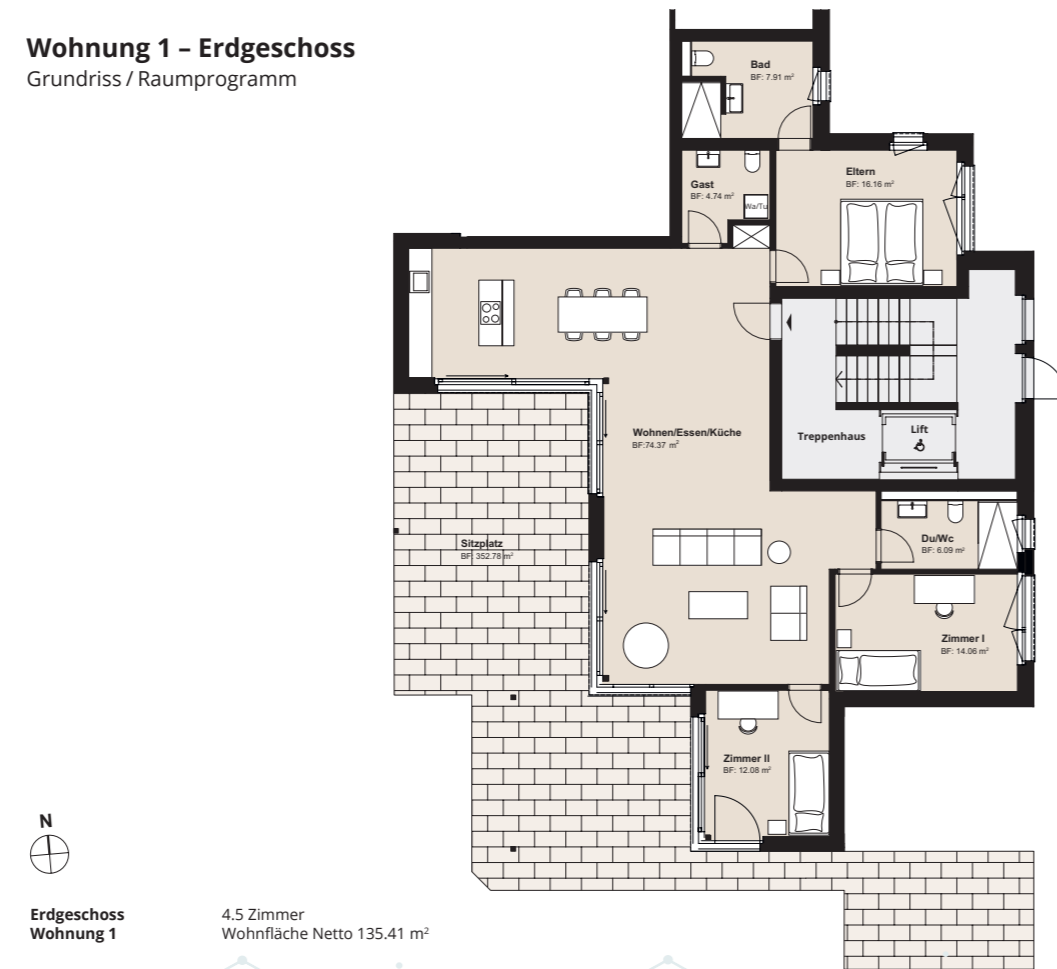 Wohnung 1 – Erdgeschoss
Grundriss / Raumprogramm
Bad
BF: 7.91 m²
Gast
BF: 4.74 m²
Wa/Tu
Eltern
BF: 16.16 m²
Wohnen/Essen/Küche
BF:74.37 m²
Treppenhaus
Lift
Sitzplatz
BF: 352.78 m²
Du/Wc
BF: 6.09 m²
Zimmer I
BF: 14.06 m²
Zimmer II
BF: 12.08 m²
N
Erdgeschoss 4.5 Zimmer
Wohnung 1 Wohnfläche Netto 135.41 m²